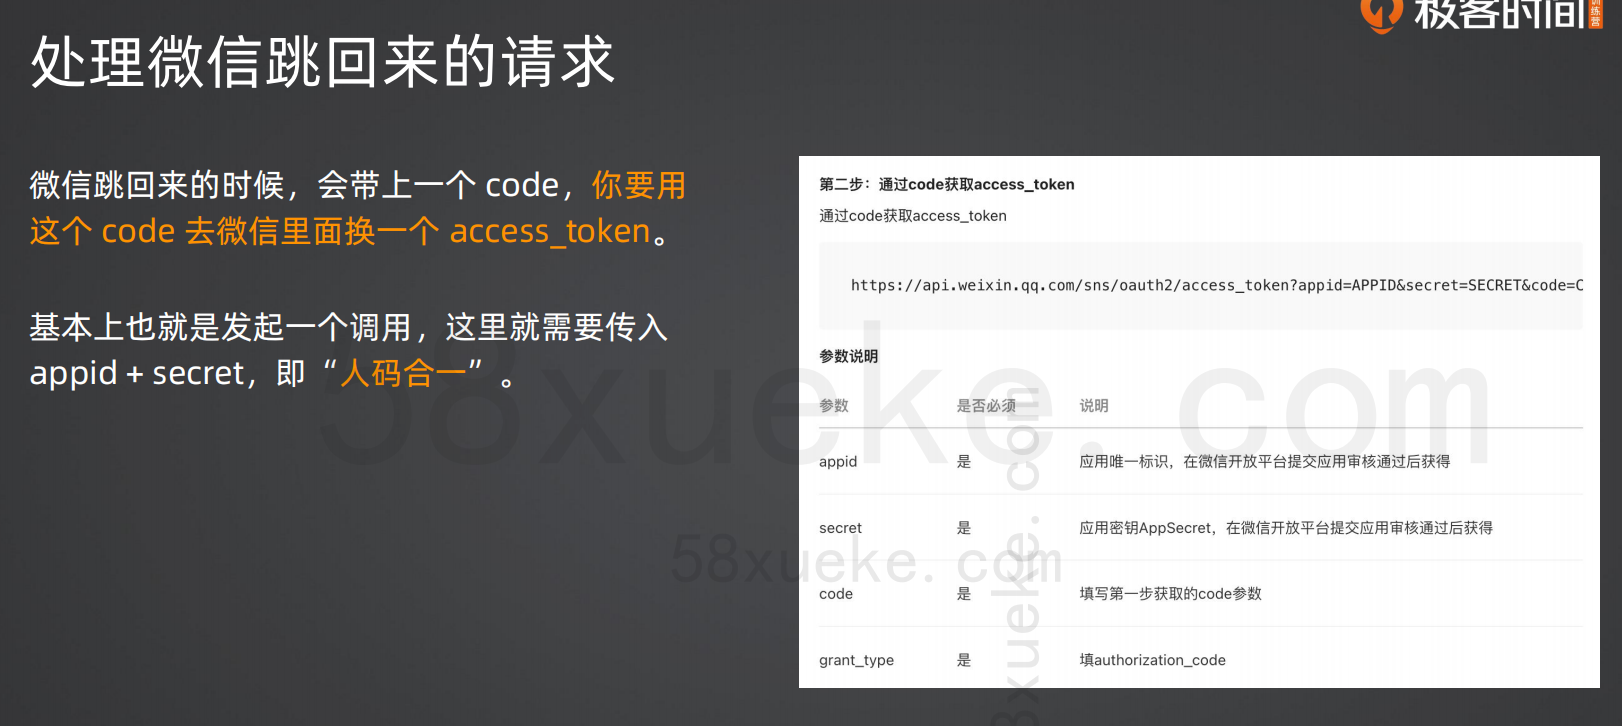 极客时间 训练营
处理微信跳回来的请求
微信跳回来的时候，会带上一个 code，你要用
这个 code 去微信里面换一个 access_token。
基本上也就是发起一个调用，这里就需要传入
appid + secret，即“人码合一”。
第二步：通过code获取access_token
通过code获取access_token
https://api.weixin.qq.com/sns/oauth2/access_token?appid=APPID&secret=SECRET&code=C
参数说明
参数 是否必须 说明
appid 是 应用唯一标识，在微信开放平台提交应用审核通过后获得
secret 是 应用密钥AppSecret，在微信开放平台提交应用审核通过后获得
code 是 填写第一步获取的code参数
grant_type 是 填authorization_code
58xueke.com
58xueke.com
58xueke.com